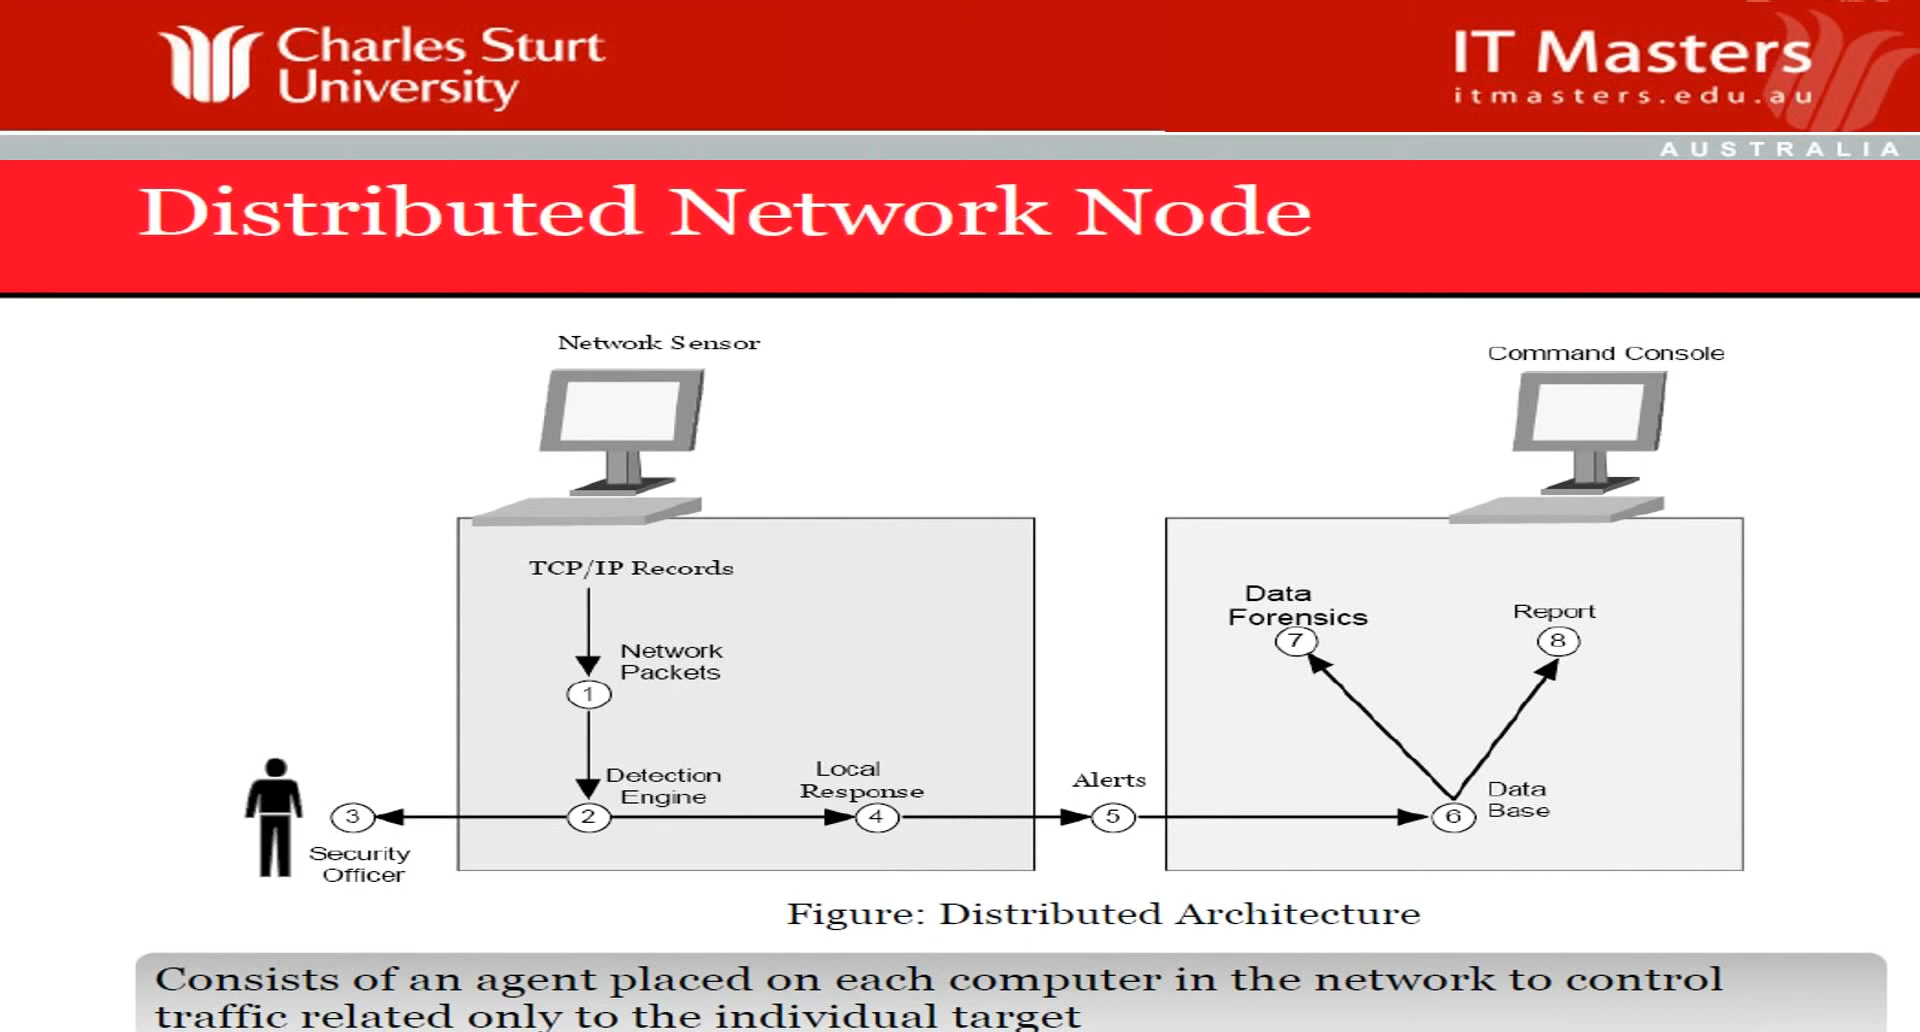 Charles Sturt
University
IT Masters
itmasters.edu.au
AUSTRALIA
Distributed Network Node
Network Sensor
Command Console
TCP/IP Records
Network
Packets
1
Detection
Engine
2
3
Security
Officer
Local
Response
4
Alerts
5
Data
Forensics
7
Report
8
6
Data
Base
Figure: Distributed Architecture
Consists of an agent placed on each computer in the network to control
traffic related only to the individual target